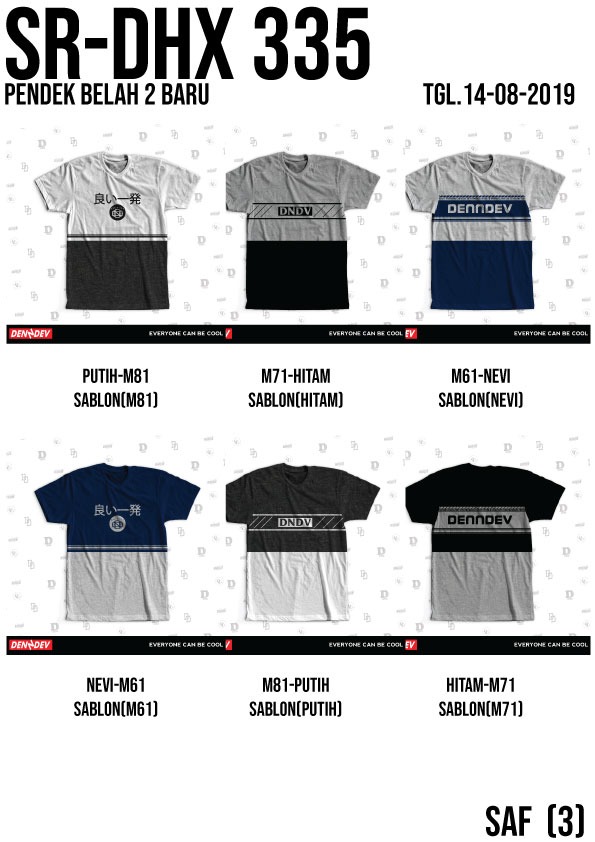 SR-DHX 335
PENDEK BELAH 2 BARU
TGL.14-08-2019
良い一発
DNDV
DENNDEV
DENNDEV
EVERYONE CAN BE COOL
EVERYONE CAN BE COOL
EV
EVERYONE CAN BE COOL
PUTIH-M81
SABLON(M81)
M71-HITAM
SABLON(HITAM)
M61-NEVI
SABLON(NEVI)
良い一発
DNDV
DENNDEV
DENNDEV
EVERYONE CAN BE COOL
EVERYONE CAN BE COOL
EV
EVERYONE CAN BE COOL
NEVI-M61
SABLON(M61)
M81-PUTIH
SABLON(PUTIH)
HITAM-M71
SABLON(M71)
SAF (3)